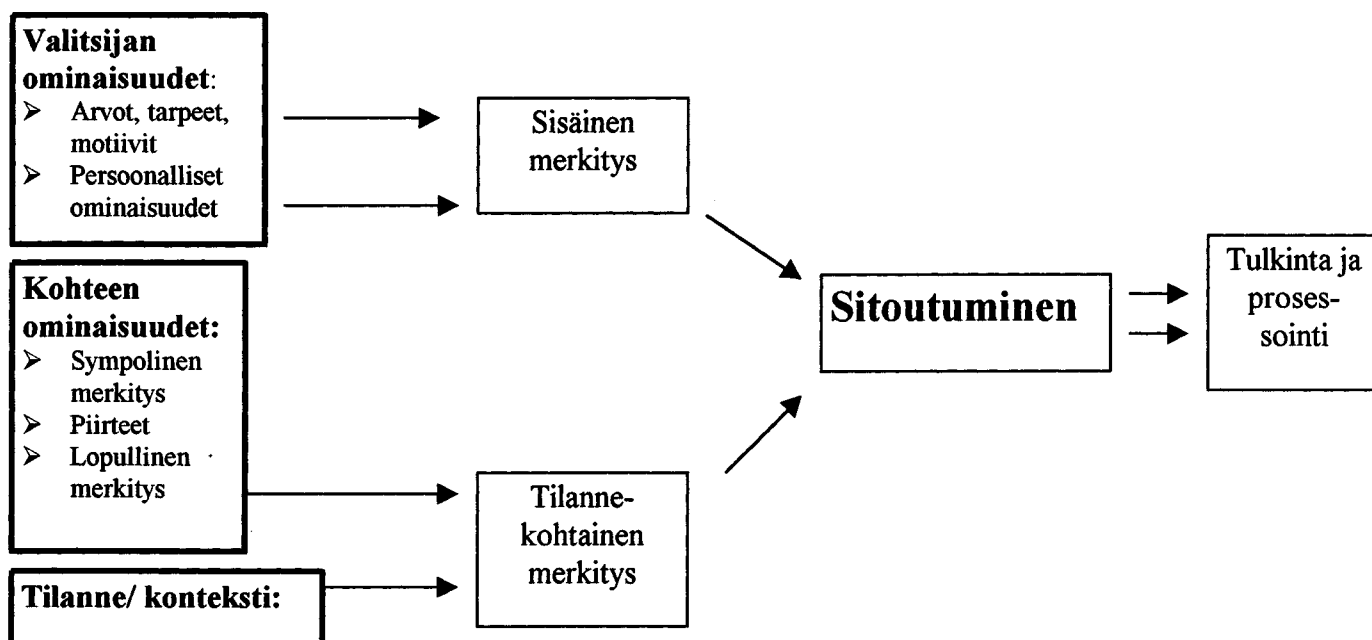 Valitsijan
ominaisuudet:
➢ Arvot, tarpeet,
motiivit
➢ Persoonalliset
ominaisuudet
Sisäinen
merkitys
Kohteen
ominaisuudet:
➢ Sympolinen
merkitys
➢ Piirteet
➢ Lopullinen
merkitys
Tilanne-
kohtainen
merkitys
Tilanne/ konteksti:
Sitoutuminen
Tulkinta ja
proses-
sointi